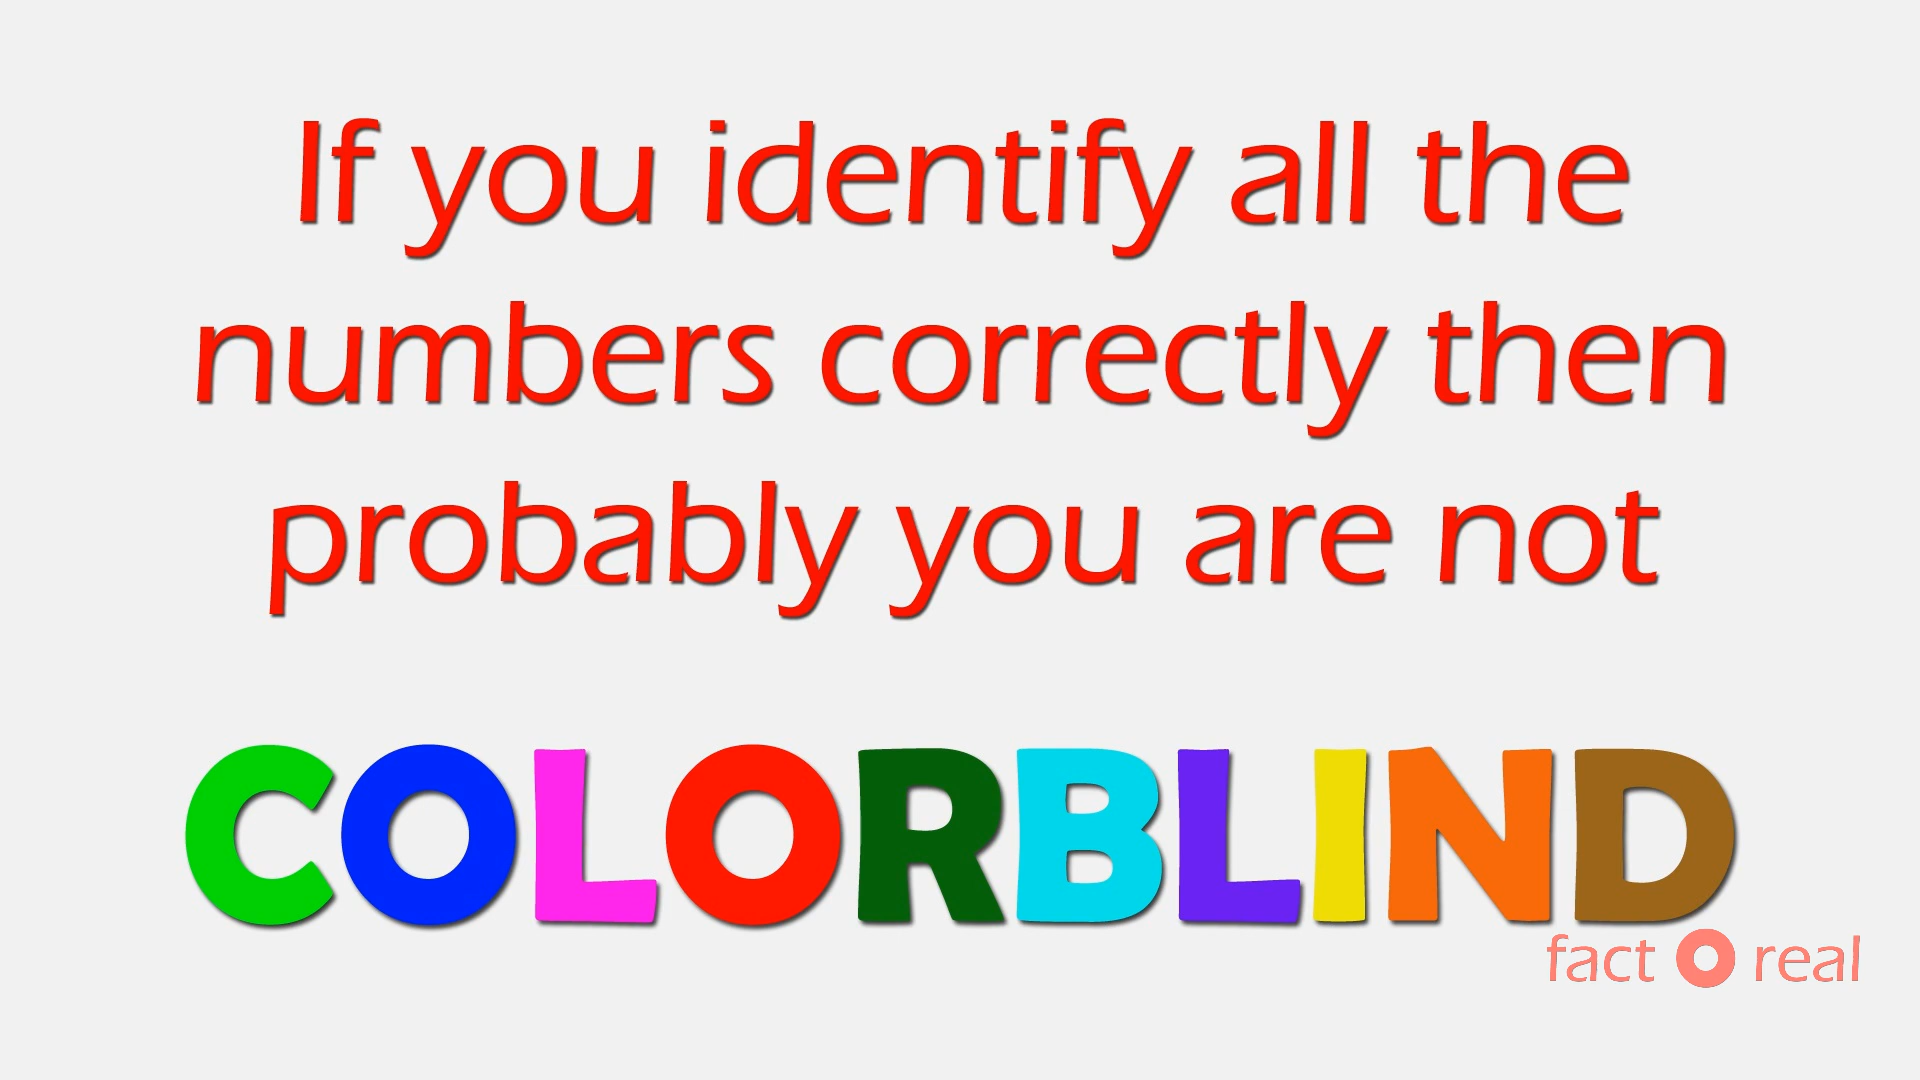 If you identify all the
numbers correctly then
probably you are not
COLORBLIND
fact O real